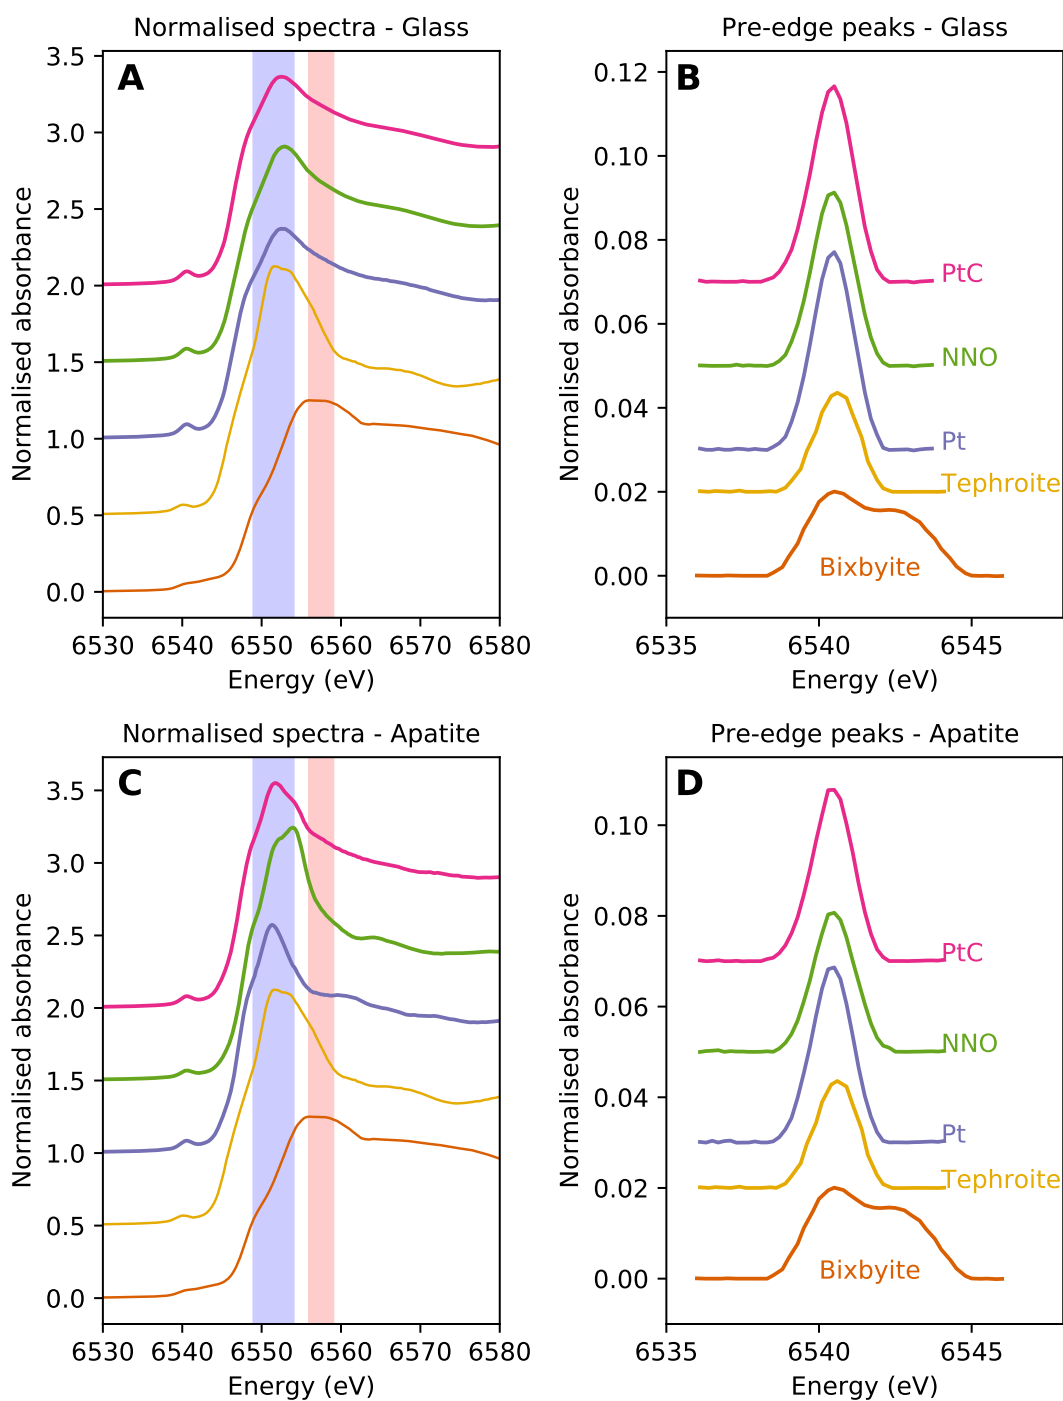 Normalised spectra - Glass
A
3.5
3.0
2.5
2.0
1.5
1.0
0.5
0.0
Normalised absorbance
6530 6540 6550 6560 6570 6580
Energy (eV)
Pre-edge peaks - Glass
B
0.12
0.10
0.08
0.06
0.04
0.02
0.00
Normalised absorbance
PtC
NNO
Pt
Tephroite
Bixbyite
6535 6540 6545
Energy (eV)
Normalised spectra - Apatite
C
3.5
3.0
2.5
2.0
1.5
1.0
0.5
0.0
Normalised absorbance
6530 6540 6550 6560 6570 6580
Energy (eV)
Pre-edge peaks - Apatite
D
0.10
0.08
0.06
0.04
0.02
0.00
Normalised absorbance
PtC
NNO
Pt
Tephroite
Bixbyite
6535 6540 6545
Energy (eV)